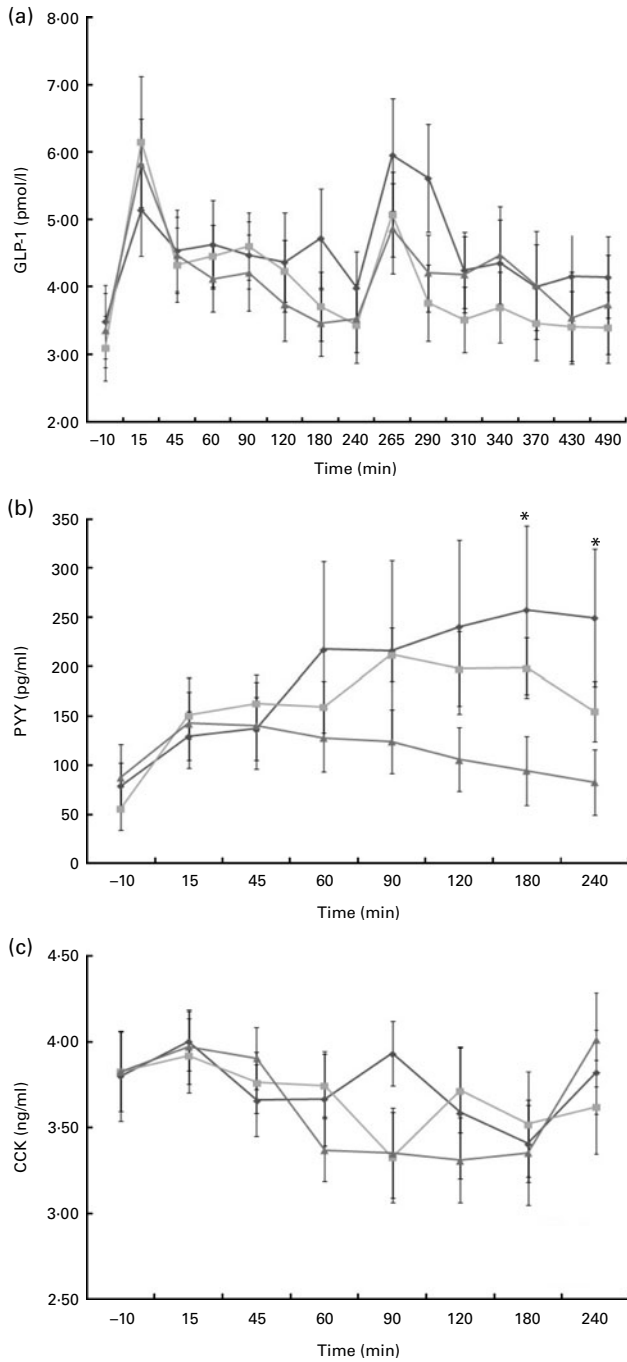 (a)
8·00
7·00
6·00
5·00
4·00
3·00
2·00
GLP-1 (pmol/l)
–10 15 45 60 90 120 180 240 265 290 310 340 370 430 490
Time (min)
(b)
350
300
250
200
150
100
50
0
PYY (pg/ml)
* *
–10 15 45 60 90 120 180 240
Time (min)
(c)
4·50
4·00
3·50
3·00
2·50
CCK (ng/ml)
–10 15 45 60 90 120 180 240
Time (min)